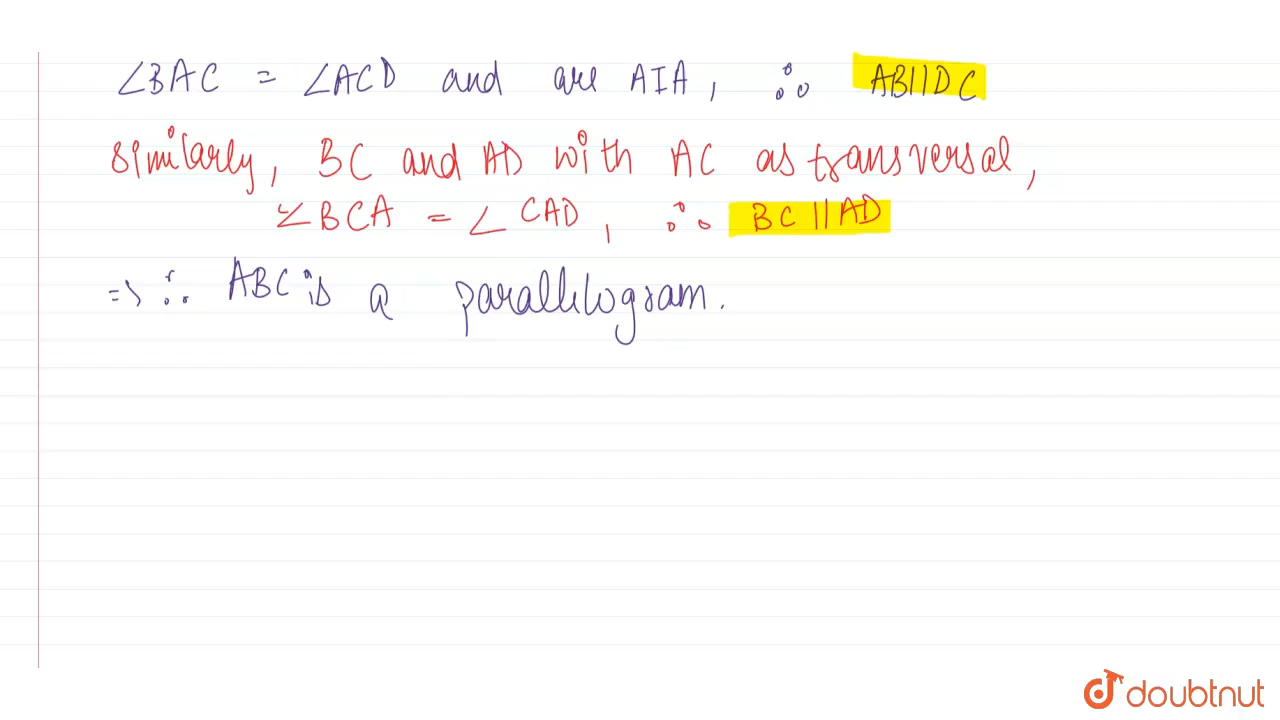 ∠BAC = ∠ACD and are AIA, ∴ AB||DC
similarly, BC and AD with AC as transversal,
∠BCA = ∠CAD, ∴ BC||AD
=> ∴ ABC is a parallelogram.
doubtnut